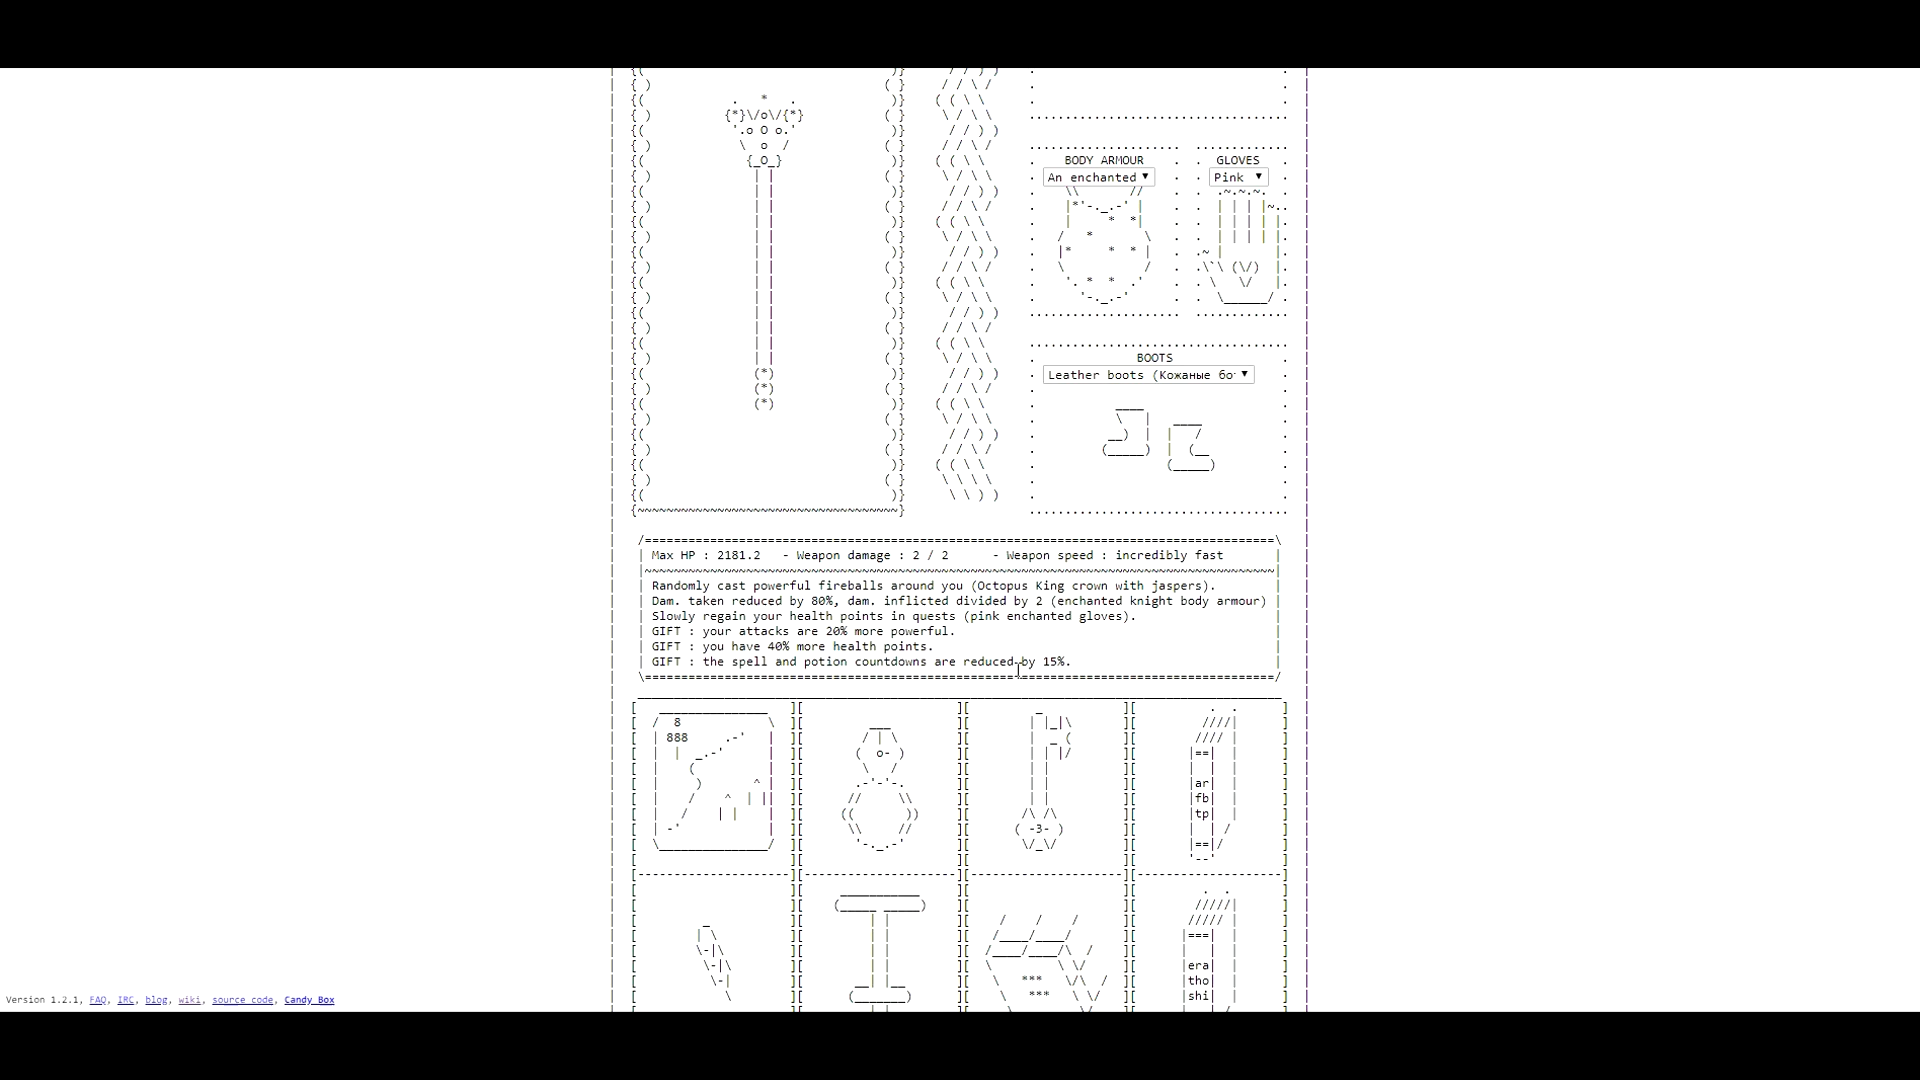 BODY ARMOUR
GLOVES
An enchanted
Pink
BOOTS
Leather boots (Кожаные бо
Max HP : 2181.2 - Weapon damage : 2 / 2 - Weapon speed : incredibly fast
Randomly cast powerful fireballs around you (Octopus King crown with jaspers).
Dam. taken reduced by 80%, dam. inflicted divided by 2 (enchanted knight body armour)
Slowly regain your health points in quests (pink enchanted gloves).
GIFT : your attacks are 20% more powerful.
GIFT : you have 40% more health points.
GIFT : the spell and potion countdowns are reduced by 15%.
ar
fb
tp
era
tho
shi
Version 1.2.1, FAQ, IRC, blog, wiki, source code, Candy Box